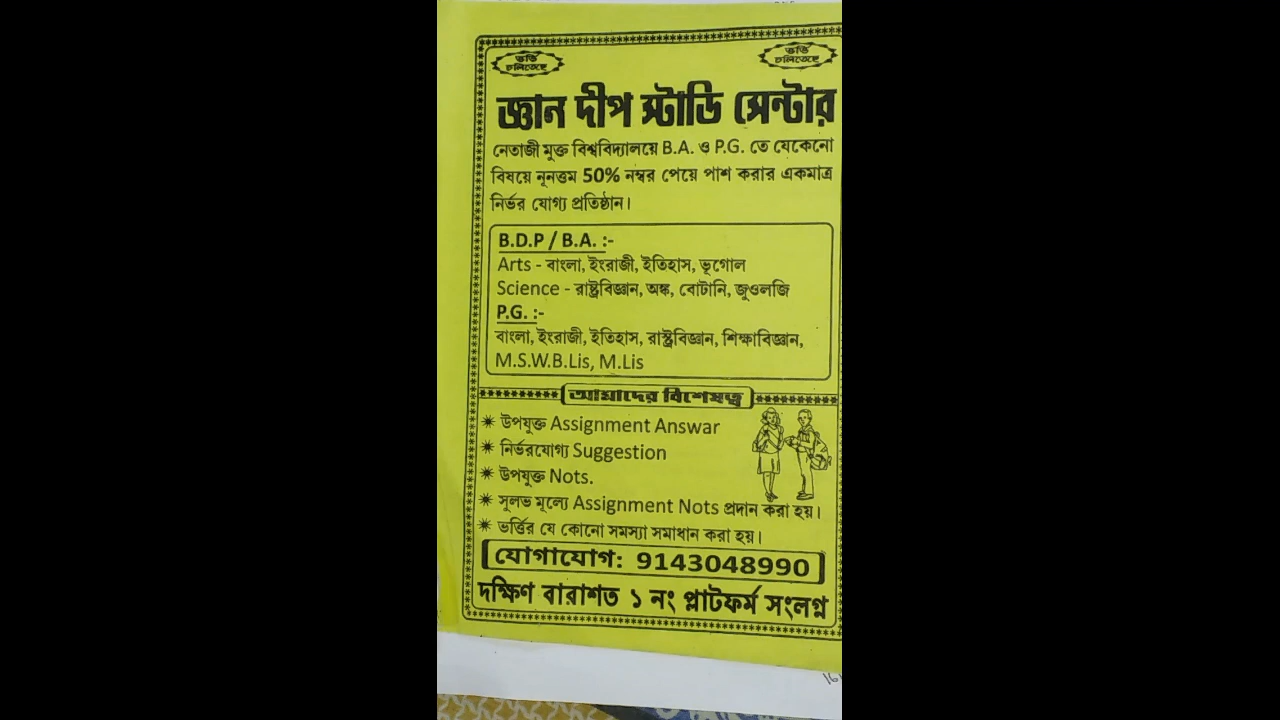 ভর্তি চলিতেছে
ভর্তি চলিতেছে
জ্ঞান দীপ স্টাডি সেন্টার
নেতাজী মুক্ত বিশ্ববিদ্যালয়ে B.A. ও P.G. তে যেকেনো
বিষয়ে নূনত্তম 50% নম্বর পেয়ে পাশ করার একমাত্র
নির্ভর যোগ্য প্রতিষ্ঠান।
B.D.P / B.A. :-
Arts - বাংলা, ইংরাজী, ইতিহাস, ভূগোল
Science - রাষ্ট্রবিজ্ঞান, অঙ্ক, বোটানি, জুওলজি
P.G. :-
বাংলা, ইংরাজী, ইতিহাস, রাস্ট্রবিজ্ঞান, শিক্ষাবিজ্ঞান,
M.S.W.B.Lis, M.Lis
আমাদের বিশেষত্ব
* উপযুক্ত Assignment Answar
* নির্ভরযোগ্য Suggestion
* উপযুক্ত Nots.
* সুলভ মূল্যে Assignment Nots প্রদান করা হয়।
* ভর্ত্তির যে কোনো সমস্যা সমাধান করা হয়।
যোগাযোগ: 9143048990
দক্ষিণ বারাশত ১ নং প্লাটফর্ম সংলগ্ন